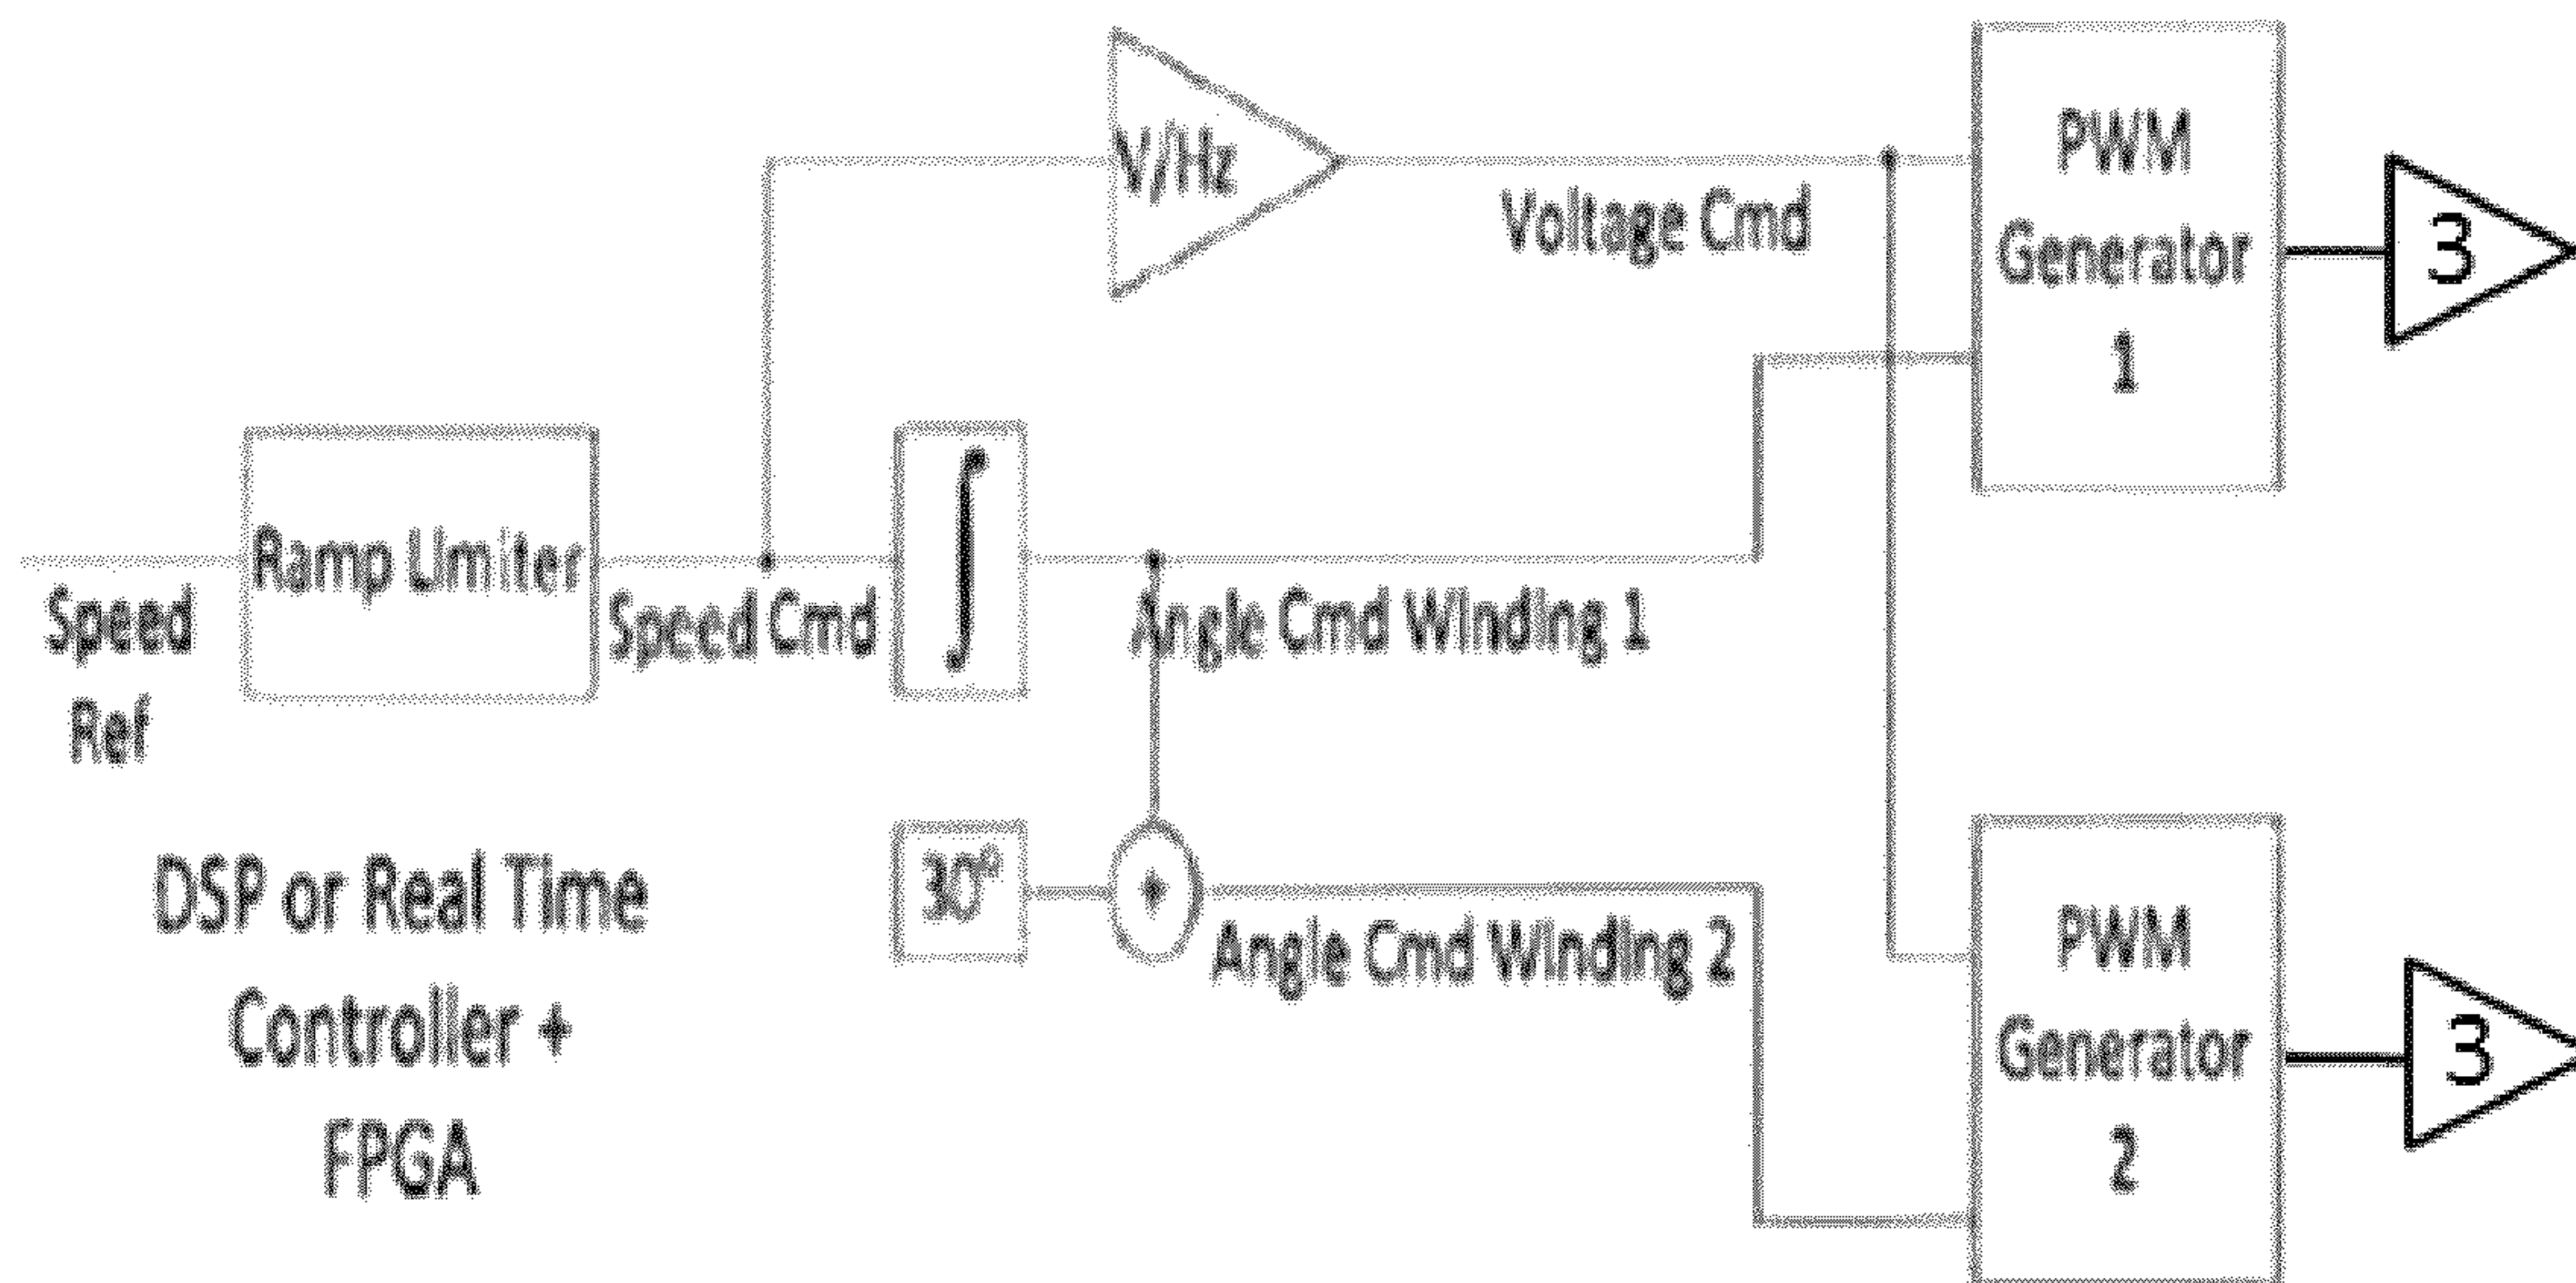 V/Hz
Voltage Cmd
PWM
Generator
1
3
Ramp Limiter
∫
Speed
Ref
Speed Cmd
Angle Cmd Winding 1
30°
+
Angle Cmd Winding 2
PWM
Generator
2
3
DSP or Real Time
Controller +
FPGA